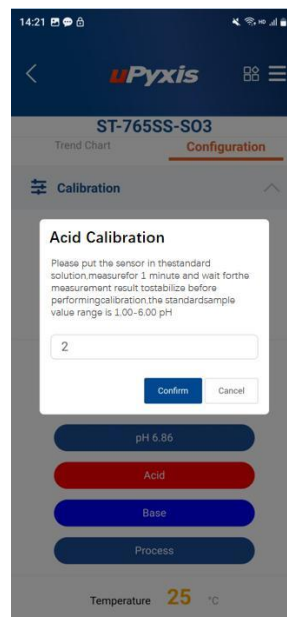 14:21
uPyxis
ST-765SS-SO3
Trend Chart Configuration
Calibration
Acid Calibration
Please put the sensor in thestandard
solution,measurefor 1 minute and wait forthe
measurement result tostabilize before
performingcalibration,the standardsample
value range is 1.00-6.00 pH
2
Confirm Cancel
pH 6.86
Acid
Base
Process
Temperature 25 °C